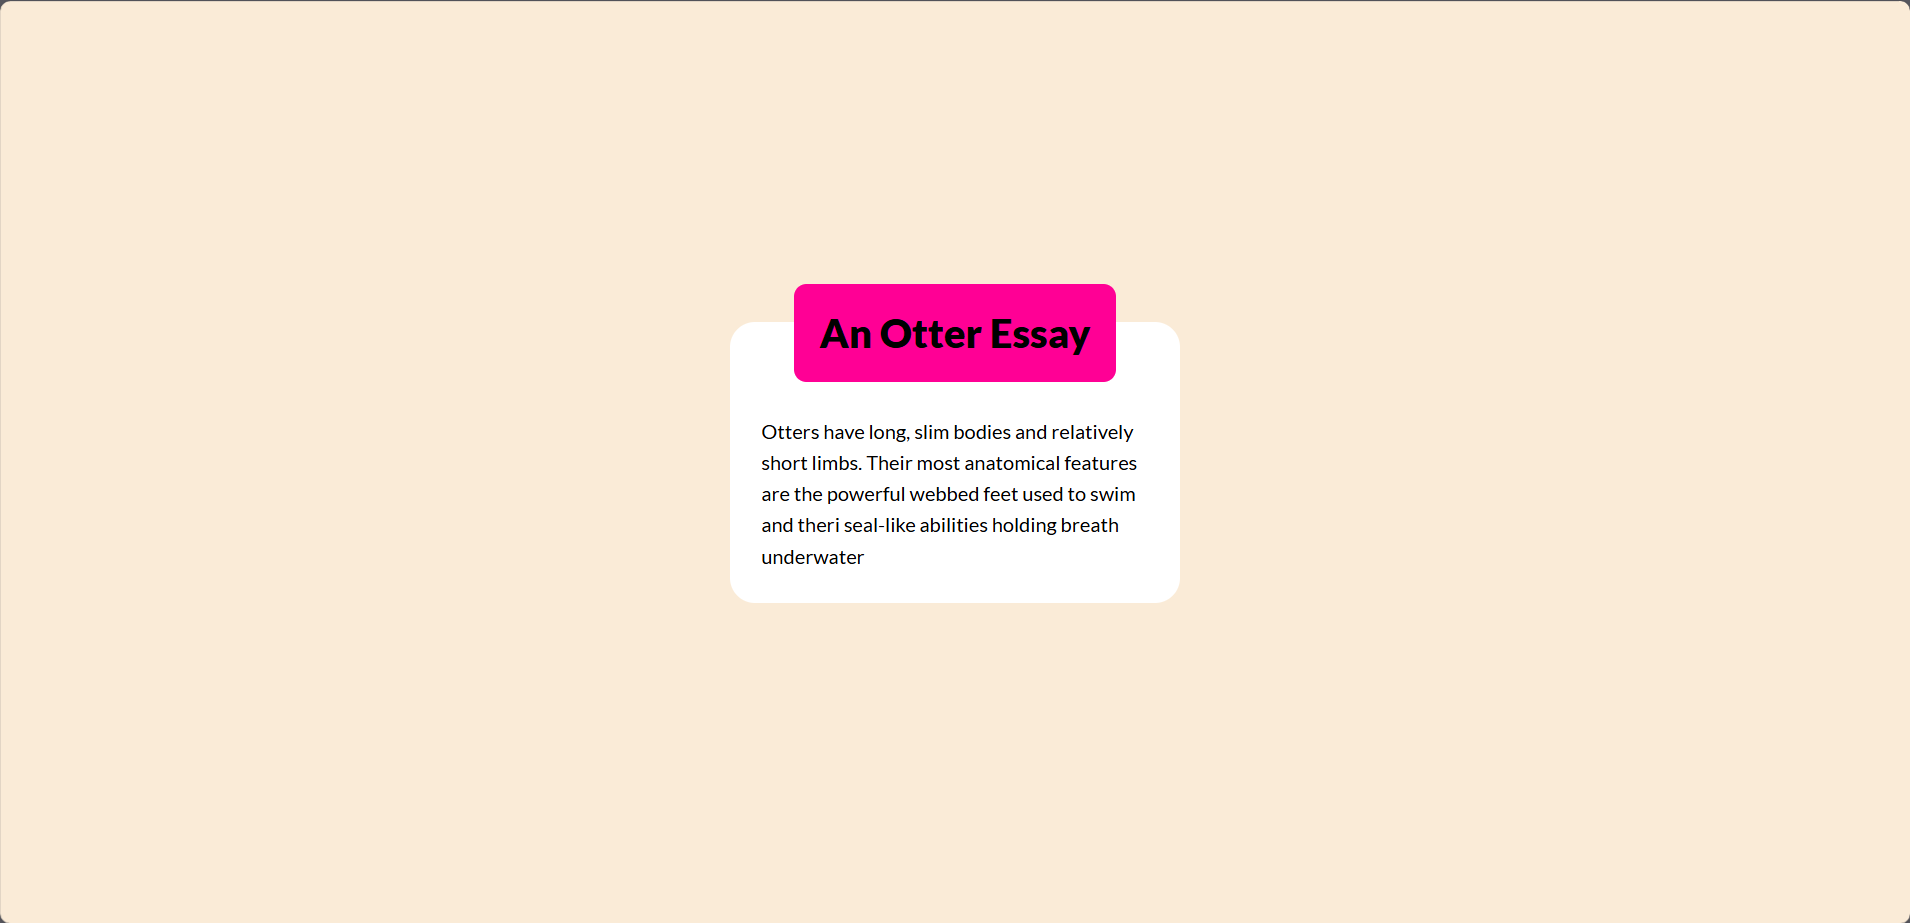 An Otter Essay
Otters have long, slim bodies and relatively
short limbs. Their most anatomical features
are the powerful webbed feet used to swim
and theri seal-like abilities holding breath
underwater